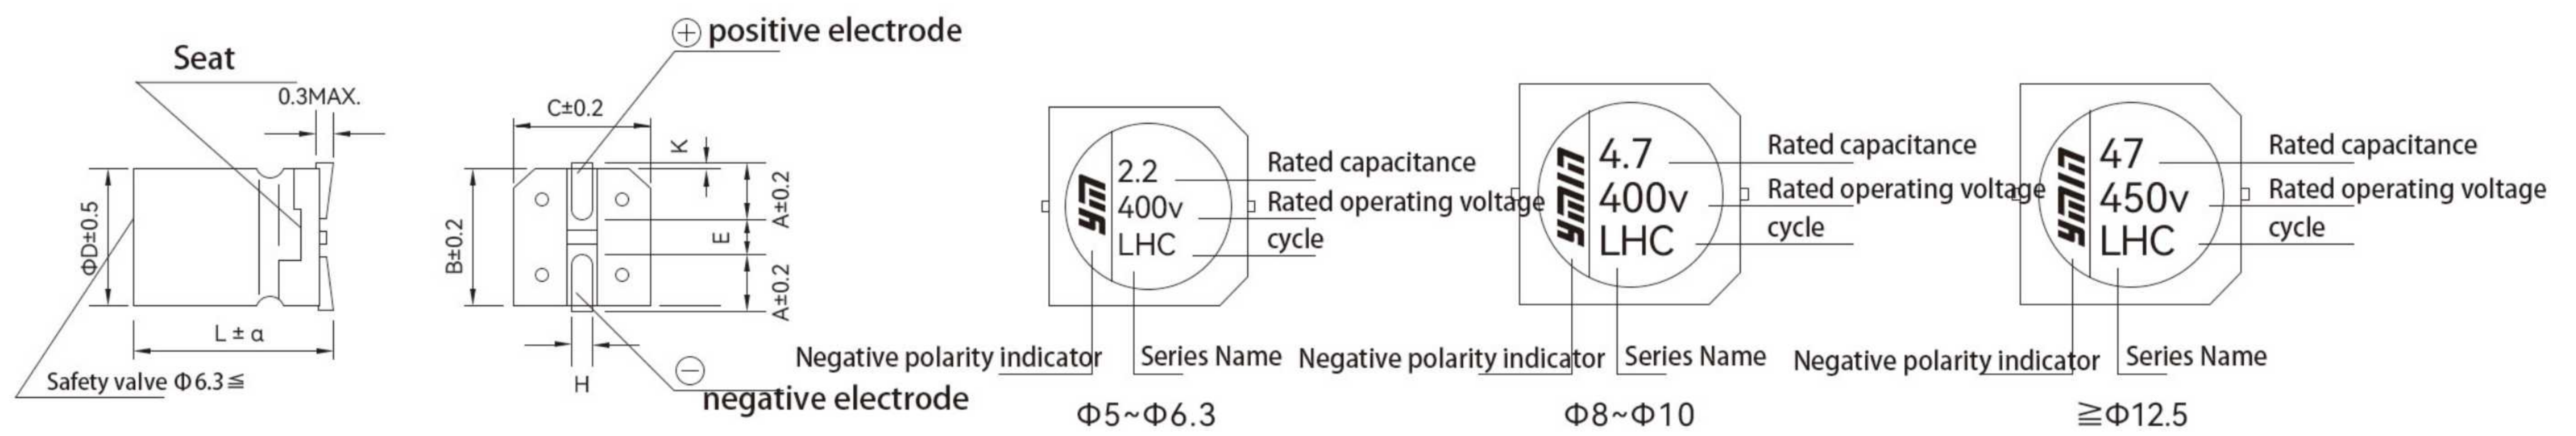 Seat
0.3MAX.
ΦD±0.5
L ± α
Safety valve Φ6.3≦
⊕ positive electrode
C±0.2
K
A±0.2
B±0.2
E
A±0.2
H
⊖
negative electrode
ym
2.2
400v
LHC
Rated capacitance
Rated operating voltage
cycle
Negative polarity indicator
Series Name
Φ5~Φ6.3
ymin
4.7
400v
LHC
Rated capacitance
Rated operating voltage
cycle
Negative polarity indicator
Series Name
Φ8~Φ10
ymin
47
450v
LHC
Rated capacitance
Rated operating voltage
cycle
Negative polarity indicator
Series Name
≧Φ12.5